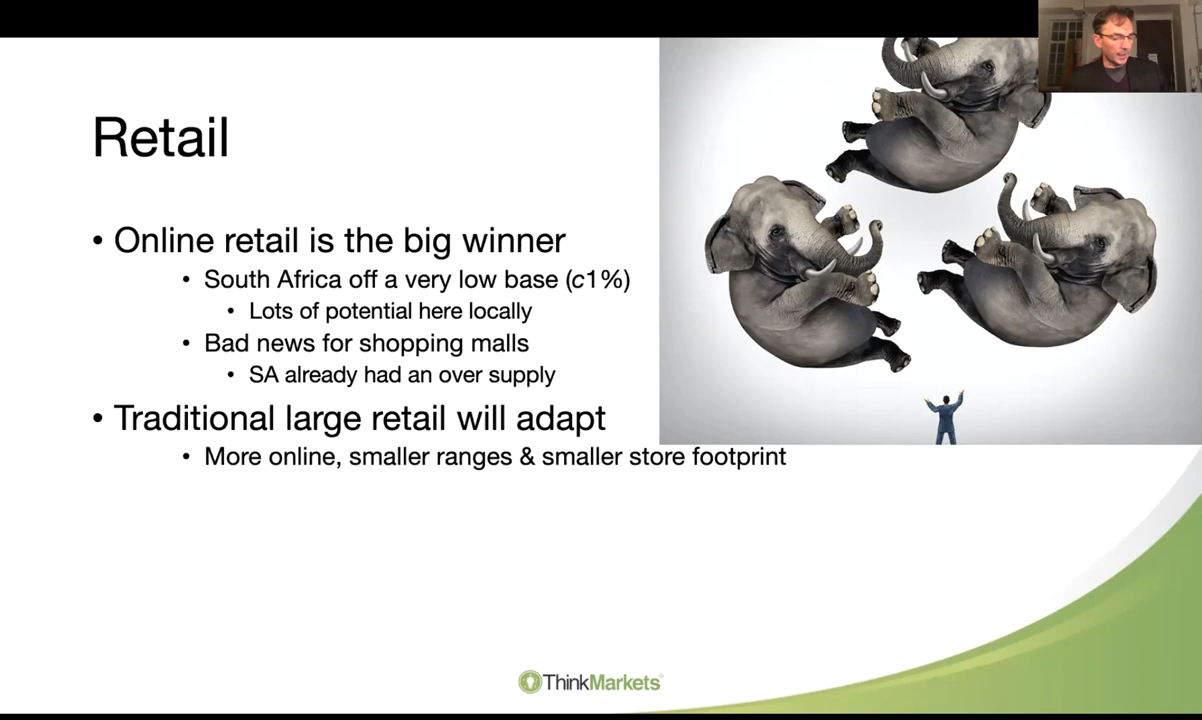 Retail
• Online retail is the big winner
• South Africa off a very low base (c1%)
• Lots of potential here locally
• Bad news for shopping malls
• SA already had an over supply
• Traditional large retail will adapt
• More online, smaller ranges & smaller store footprint
ThinkMarkets